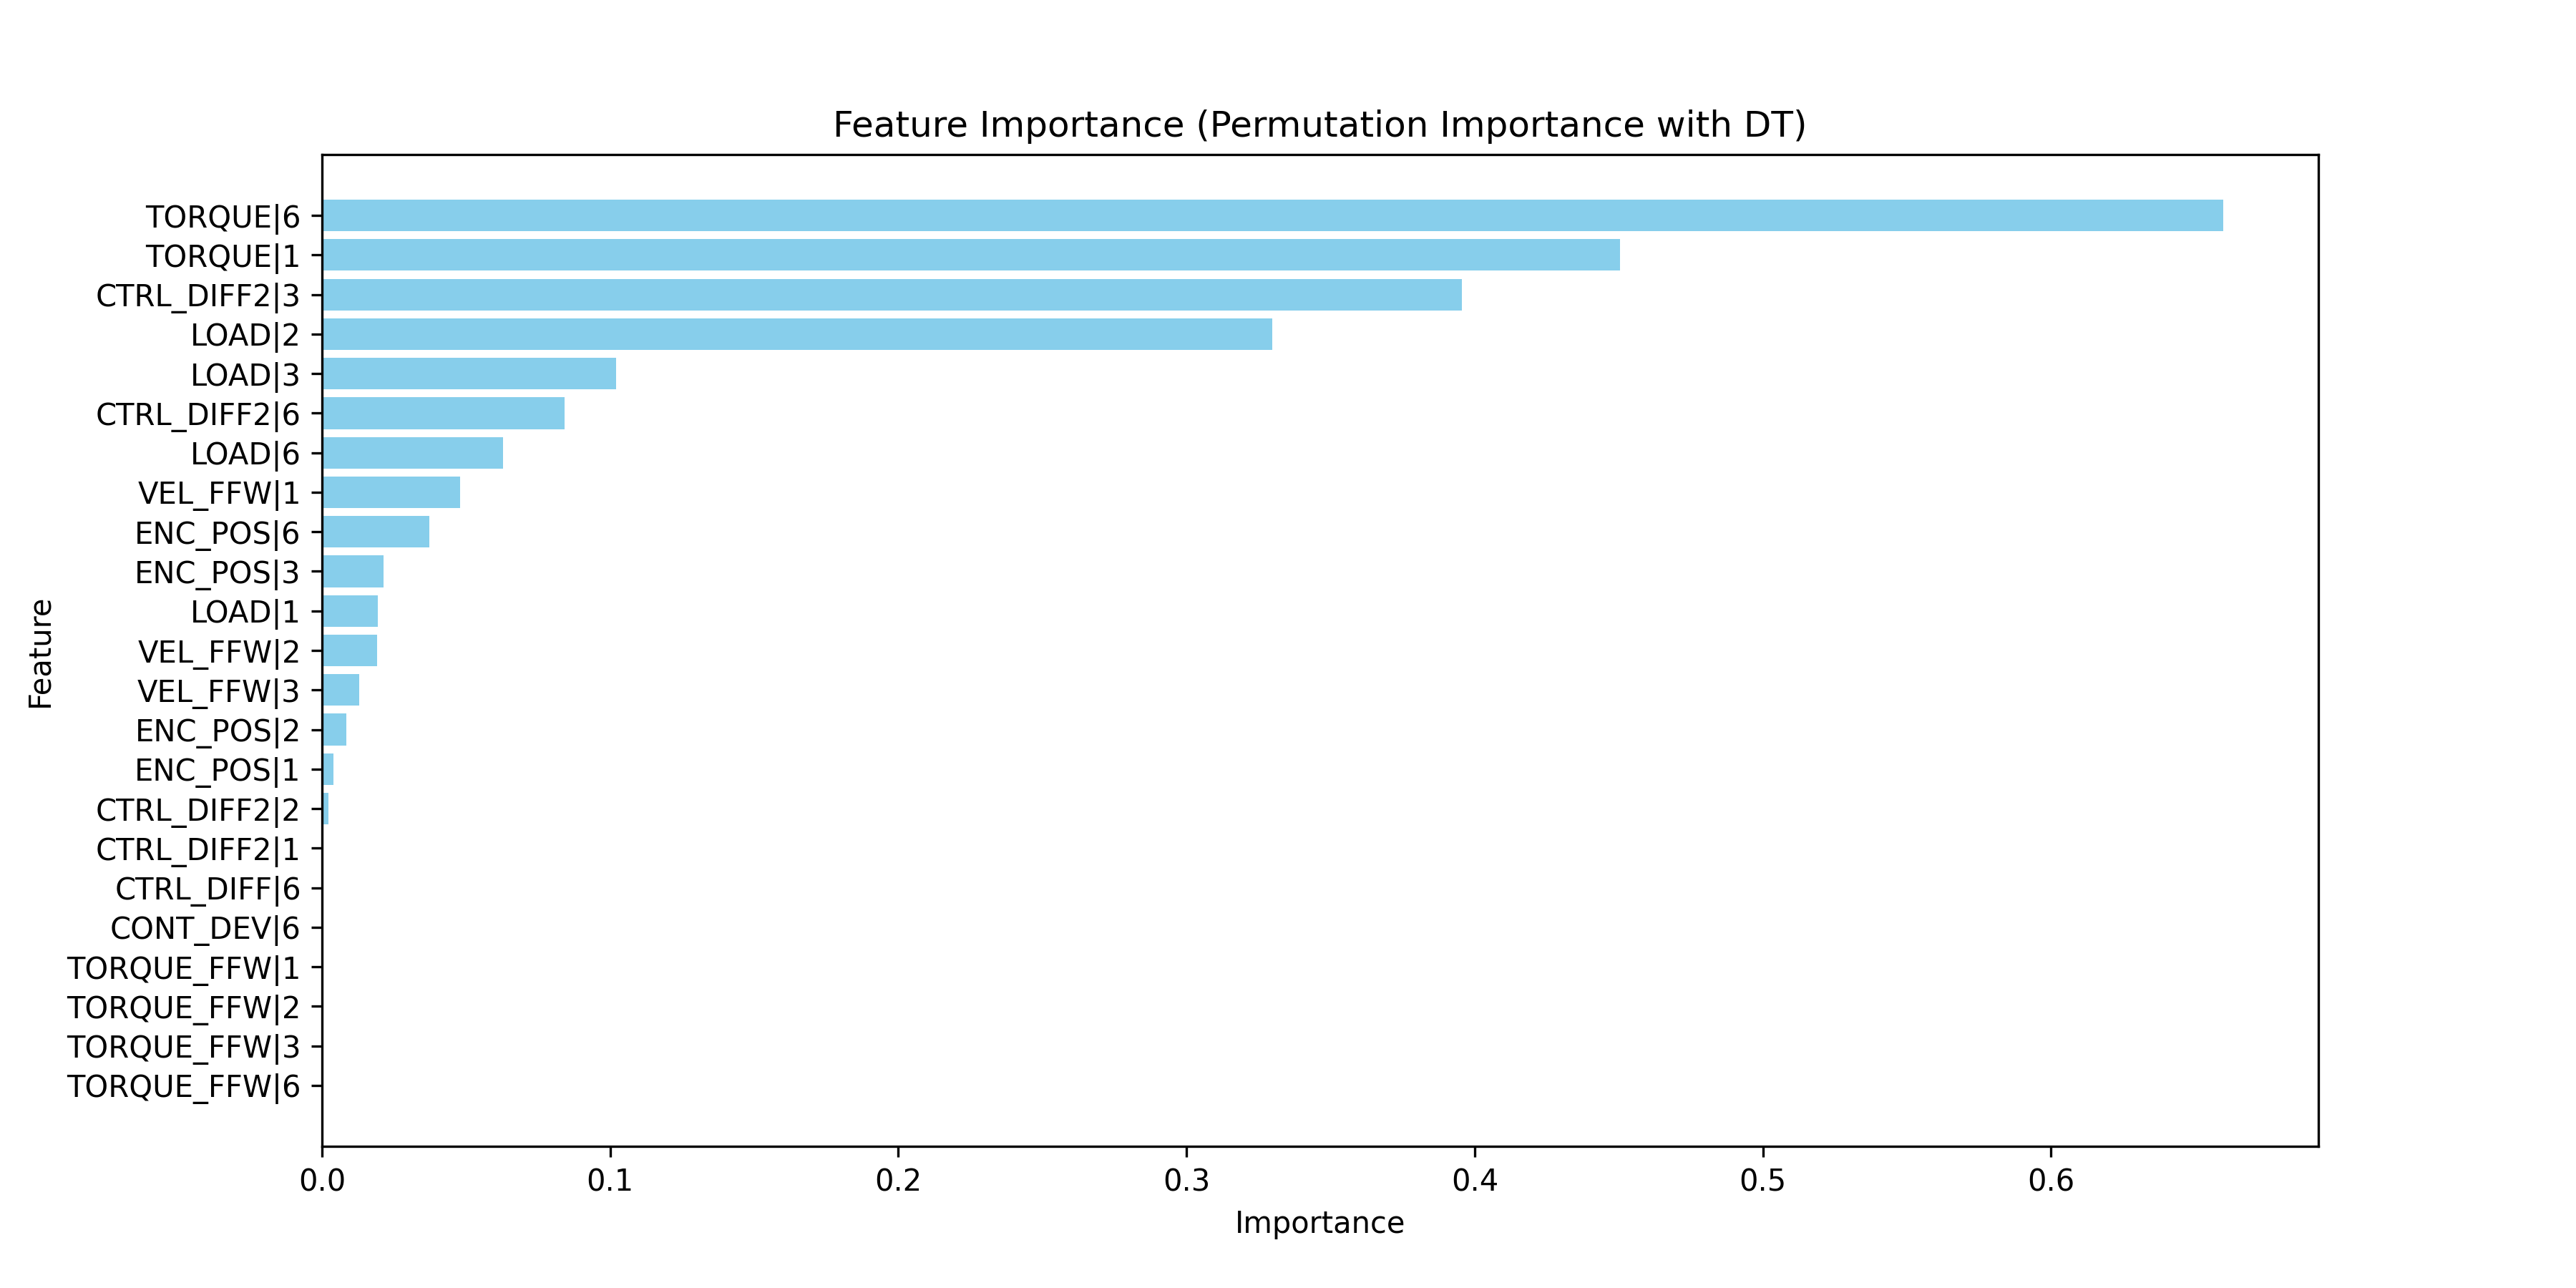 Feature Importance (Permutation Importance with DT)
TORQUE|6
TORQUE|1
CTRL_DIFF2|3
LOAD|2
LOAD|3
CTRL_DIFF2|6
LOAD|6
VEL_FFW|1
ENC_POS|6
ENC_POS|3
LOAD|1
VEL_FFW|2
VEL_FFW|3
ENC_POS|2
ENC_POS|1
CTRL_DIFF2|2
CTRL_DIFF2|1
CTRL_DIFF|6
CONT_DEV|6
TORQUE_FFW|1
TORQUE_FFW|2
TORQUE_FFW|3
TORQUE_FFW|6
Feature
0.0 0.1 0.2 0.3 0.4 0.5 0.6
Importance